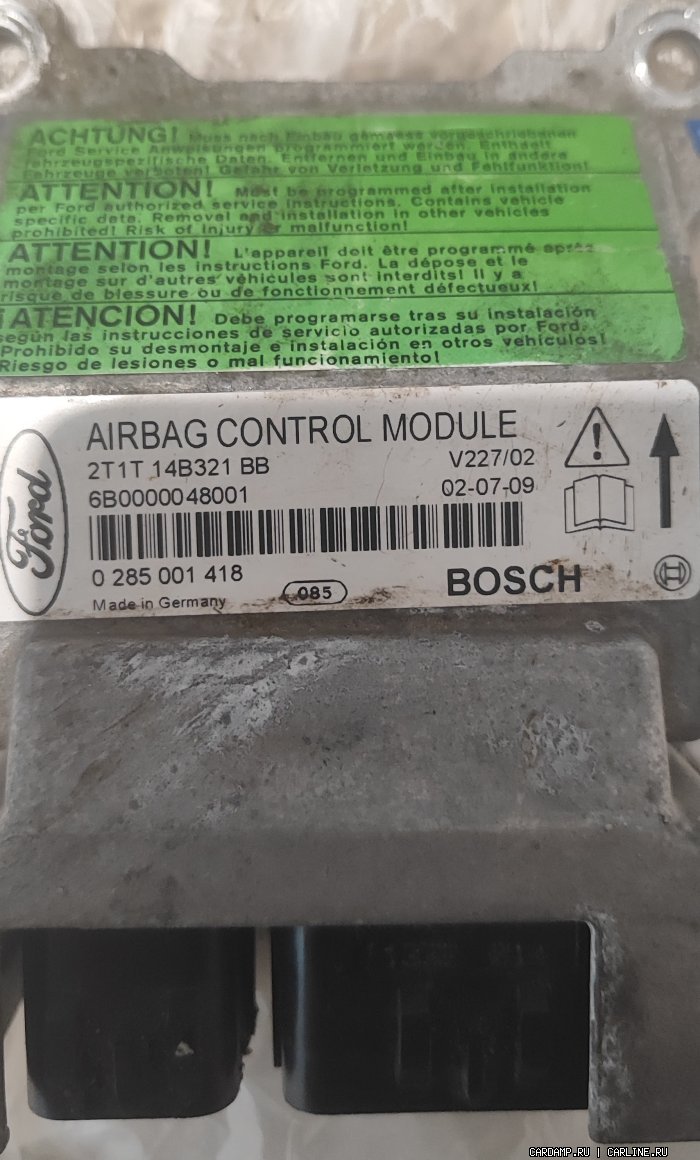 ACHTUNG! Muss nach Einbau gemaess vorgeschriebenen
Ford Service Anweisungen programmiert werden. Enthaelt
fahrzeugspezifische Daten. Entfernen und Einbau in andere
Fahrzeuge verboten! Gefahr von Verletzung und Fehlfunktion!
ATTENTION! Must be programmed after installation
per Ford authorized service instructions. Contains vehicle
specific data. Removal and installation in other vehicles
prohibited! Risk of injury or malfunction!
ATTENTION! L'appareil doit être programmé après
montage selon les instructions Ford. La dépose et le
montage sur d'autres véhicules sont interdits! Il y a
risque de blessure ou de fonctionnement défectueux!
¡ATENCION! Debe programarse tras su instalación
según las instrucciones de servicio autorizadas por Ford.
Prohibido su desmontaje e instalación en otros vehículos!
Riesgo de lesiones o mal funcionamiento!
Ford
AIRBAG CONTROL MODULE
2T1T 14B321 BB V227/02
6B0000048001 02-07-09
0 285 001 418
Made in Germany 085 BOSCH
CARDAMP.RU | CARLINE.RU